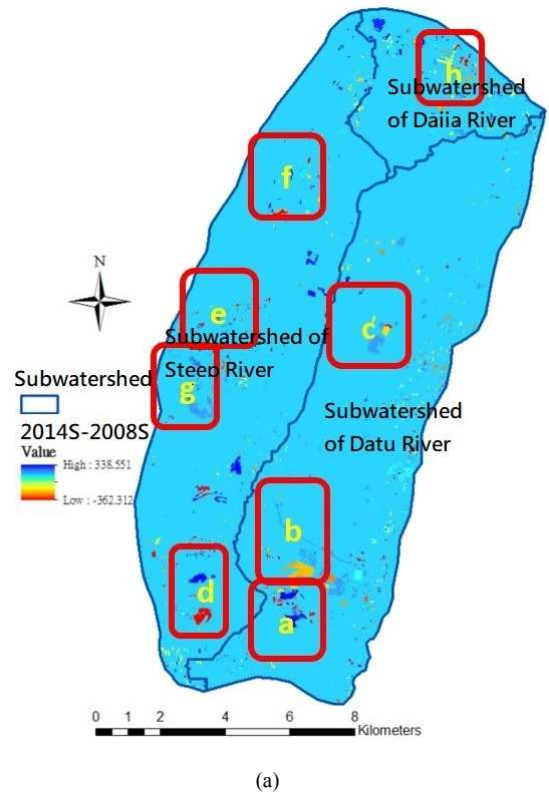 h
Subwatershed
of Daiia River
f
N
e
c
Subwatershed of
Steep River
Subwatershed
g
2014S-2008S
Value
High : 338.551
Low : -362.312
Subwatershed
of Datu River
b
d
a
0 1 2 4 6 8
Kilometers
(a)